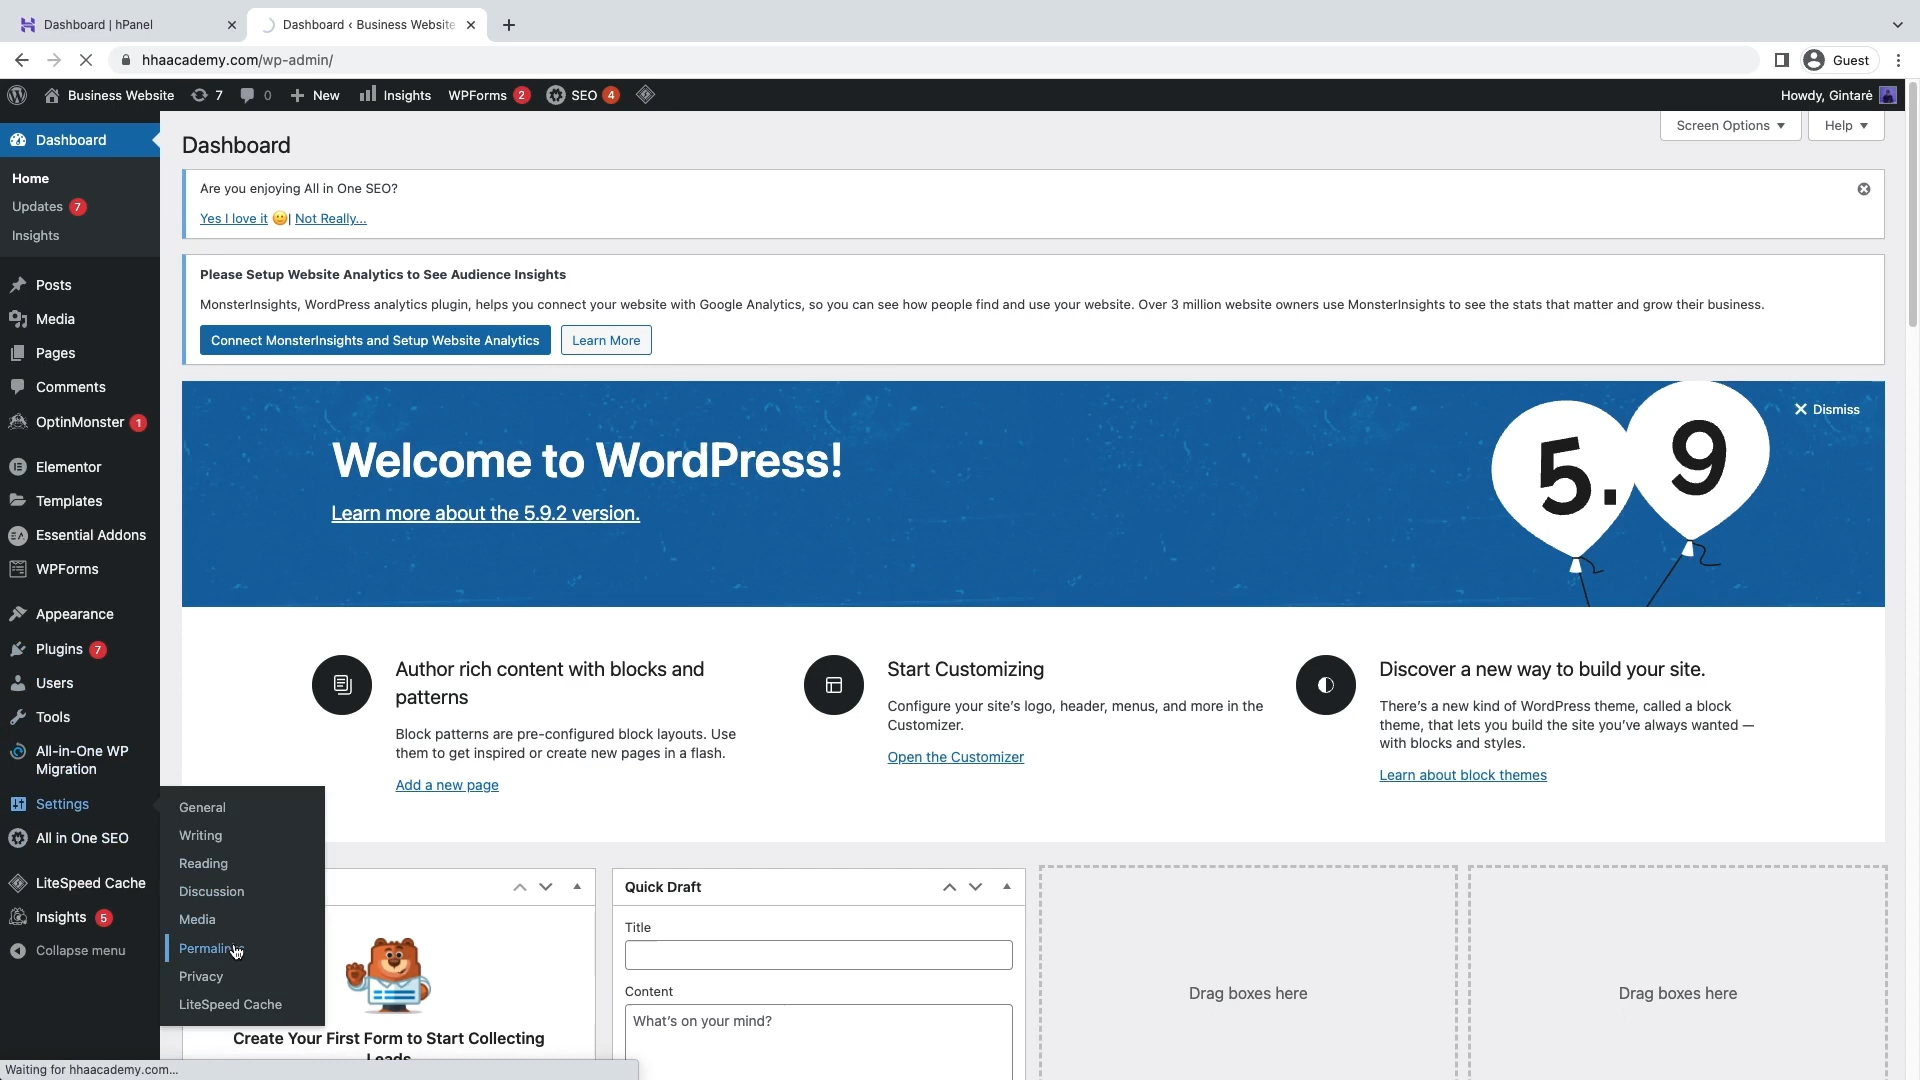 Dashboard | hPanel
Dashboard ‹ Business Website
hhaacademy.com/wp-admin/
Guest
Business Website 7 0 New Insights WPForms 2 SEO 4
Howdy, Gintarė
Dashboard
Home
Updates 7
Insights
Posts
Media
Pages
Comments
OptinMonster 1
Elementor
Templates
Essential Addons
WPForms
Appearance
Plugins 7
Users
Tools
All-in-One WP
Migration
Settings
All in One SEO
LiteSpeed Cache
Insights 5
Collapse menu
General
Writing
Reading
Discussion
Media
Privacy
LiteSpeed Cache
Dashboard
Screen Options
Help
Are you enjoying All in One SEO?
Yes I love it | Not Really...
Please Setup Website Analytics to See Audience Insights
MonsterInsights, WordPress analytics plugin, helps you connect your website with Google Analytics, so you can see how people find and use your website. Over 3 million website owners use MonsterInsights to see the stats that matter and grow their business.
Connect MonsterInsights and Setup Website Analytics
Learn More
Dismiss
Welcome to WordPress!
Learn more about the 5.9.2 version.
5.9
Author rich content with blocks and
patterns
Block patterns are pre-configured block layouts. Use
them to get inspired or create new pages in a flash.
Add a new page
Start Customizing
Configure your site's logo, header, menus, and more in the
Customizer.
Open the Customizer
Discover a new way to build your site.
There's a new kind of WordPress theme, called a block
theme, that lets you build the site you've always wanted —
with blocks and styles.
Learn about block themes
Create Your First Form to Start Collecting
Quick Draft
Title
Content
What's on your mind?
Drag boxes here
Drag boxes here
Waiting for hhaacademy.com...